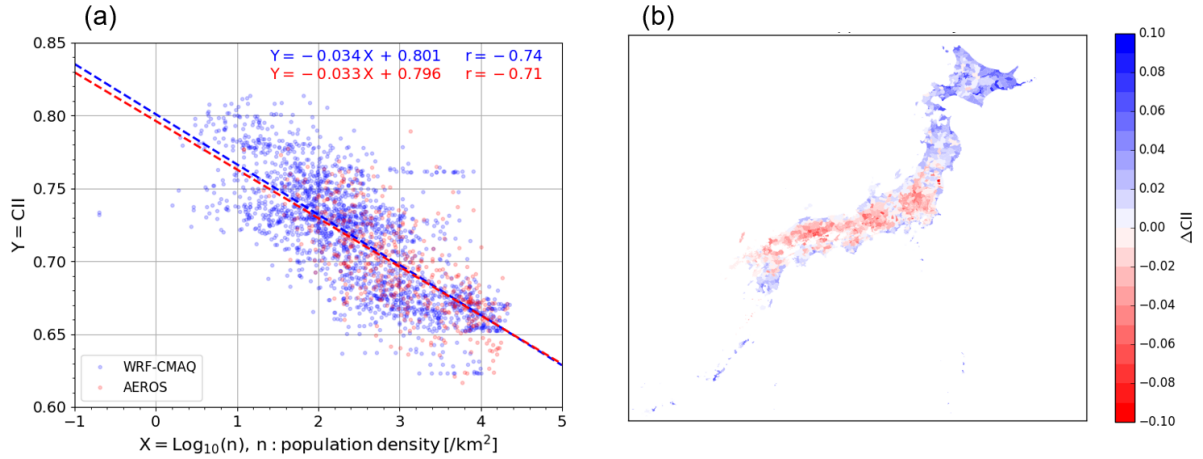 (a)
Y = − 0.034 X + 0.801 r = − 0.74
Y = − 0.033 X + 0.796 r = − 0.71
0.85
0.80
0.75
0.70
0.65
0.60
Y = CII
WRF-CMAQ
AEROS
−1 0 1 2 3 4 5
X = Log₁₀(n), n : population density [/km²]
(b)
0.10
0.08
0.06
0.04
0.02
0.00
−0.02
−0.04
−0.06
−0.08
−0.10
ΔCII